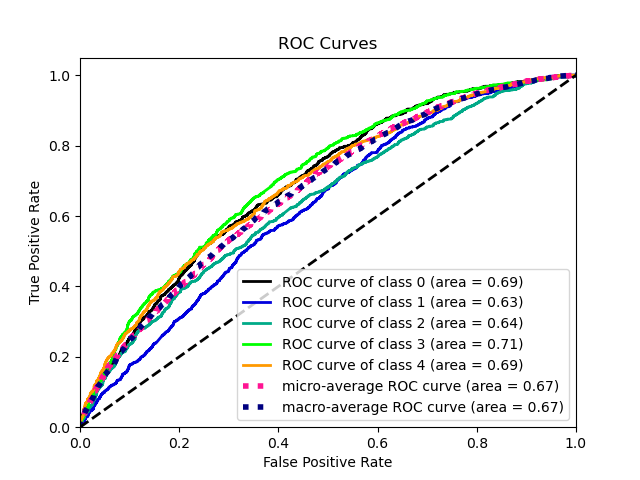 ROC Curves
True Positive Rate
1.0
0.8
0.6
0.4
0.2
0.0
ROC curve of class 0 (area = 0.69)
ROC curve of class 1 (area = 0.63)
ROC curve of class 2 (area = 0.64)
ROC curve of class 3 (area = 0.71)
ROC curve of class 4 (area = 0.69)
micro-average ROC curve (area = 0.67)
macro-average ROC curve (area = 0.67)
0.0 0.2 0.4 0.6 0.8 1.0
False Positive Rate